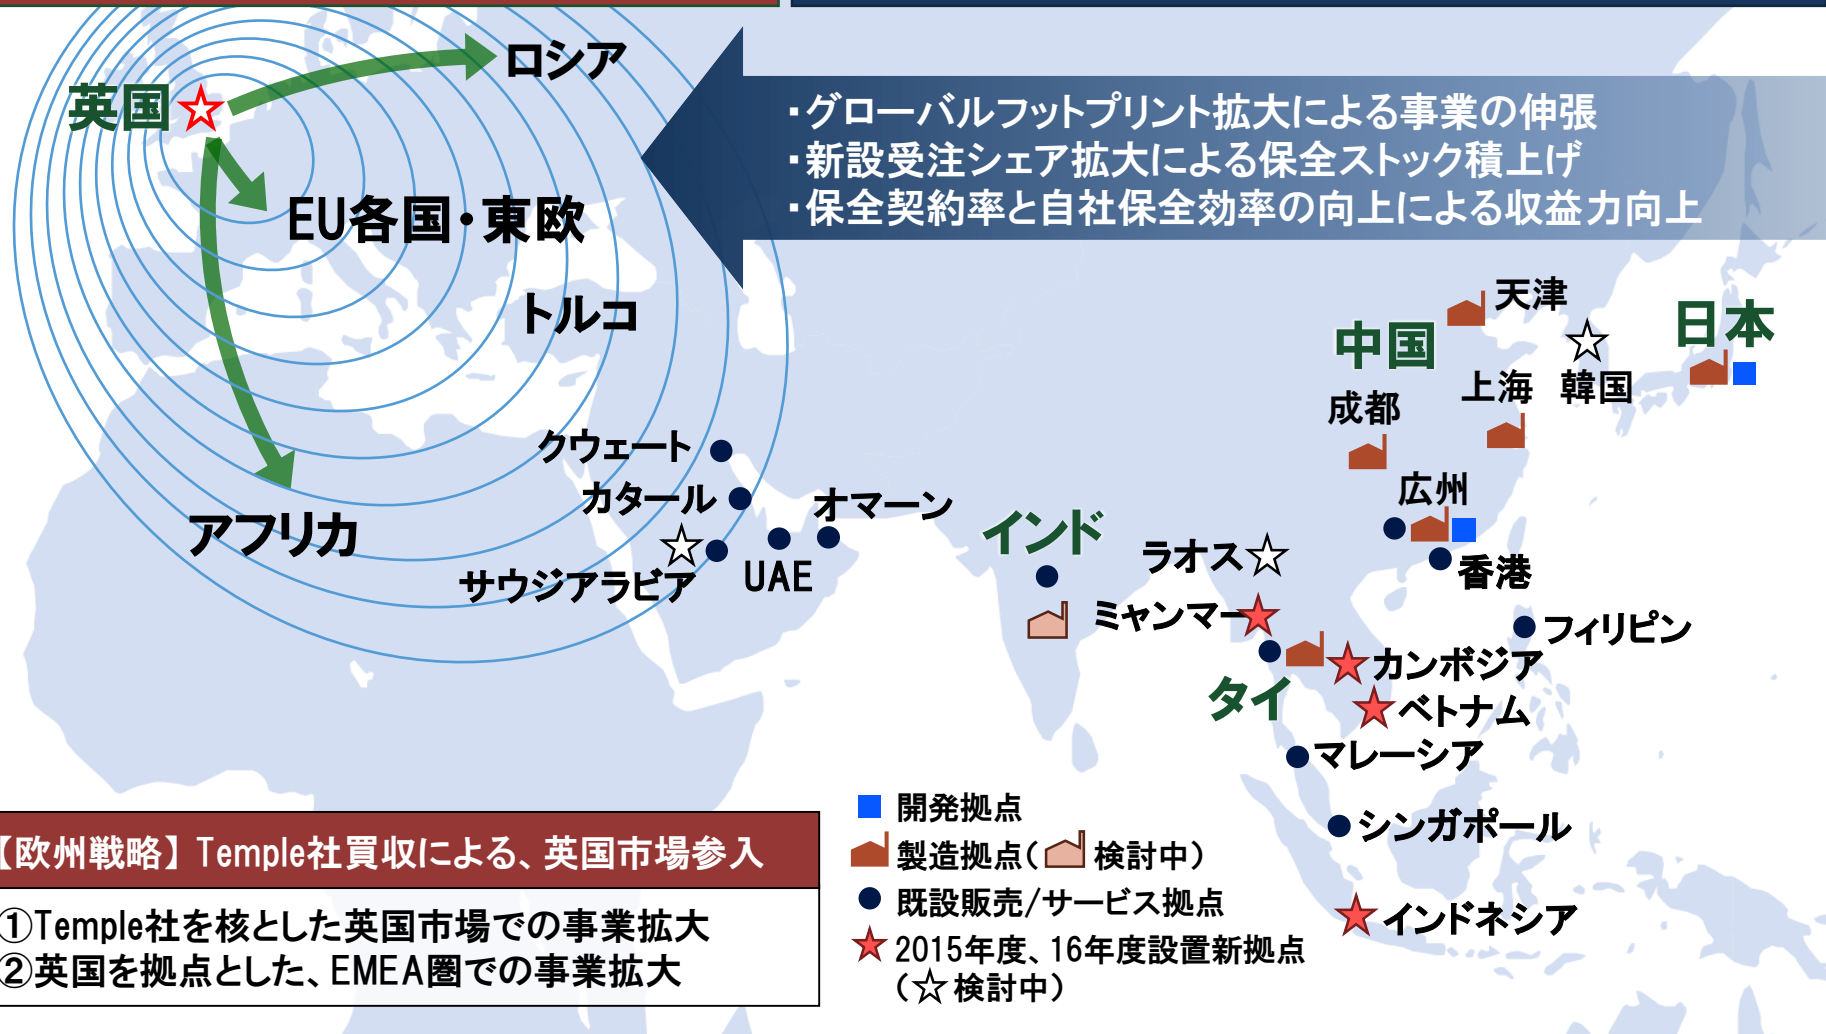 ロシア
英国
・グローバルフットプリント拡大による事業の伸張
・新設受注シェア拡大による保全ストック積上げ
・保全契約率と自社保全効率の向上による収益力向上
EU各国・東欧
トルコ
天津
日本
中国
上海
韓国
成都
クウェート
広州
カタール
オマーン
アフリカ
インド
ラオス
香港
サウジアラビア
UAE
ミャンマー
フィリピン
カンボジア
タイ
ベトナム
マレーシア
シンガポール
インドネシア
【欧州戦略】Temple社買収による、英国市場参入
①Temple社を核とした英国市場での事業拡大
②英国を拠点とした、EMEA圏での事業拡大
開発拠点
製造拠点(検討中)
既設販売/サービス拠点
2015年度、16年度設置新拠点
(☆検討中)